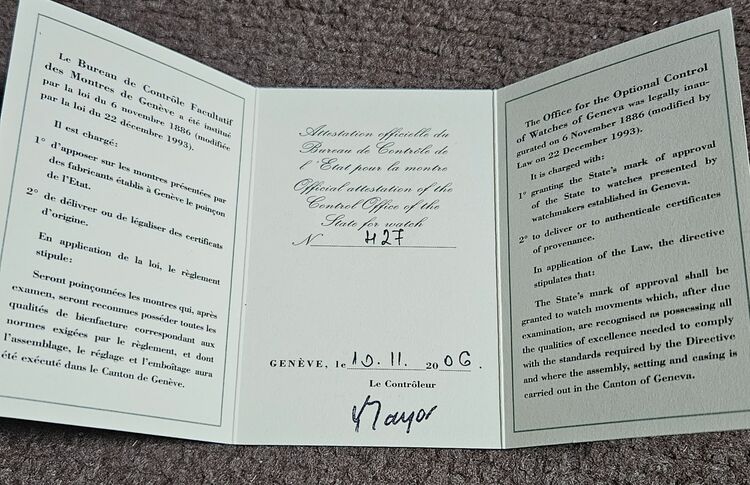 Le Bureau de Contrôle Facultatif
des Montres de Genève a été institué
par la loi du 6 novembre 1886 (modifiée
par la loi du 22 décembre 1993).
Il est chargé:
1° d'apposer sur les montres présentées par
des fabricants établis à Genève le poinçon
de l'Etat.
2° de délivrer ou de légaliser des certificats
d'origine.
En application de la loi, le règlement
stipule:
Seront poinçonnées les montres qui, après
examen, seront reconnues posséder toutes les
qualités de bienfacture correspondant aux
normes exigées par le règlement, et dont
l'assemblage, le réglage et l'emboîtage aura
été exécuté dans le Canton de Genève.
Attestation officielle du
Bureau de Contrôle de
l'Etat pour la montre
Official attestation of the
Control Office of the
State for watch
N 427
GENÈVE, le 10.11. 2006.
Le Contrôleur
Mayor
The Office for the Optional Control
of Watches of Geneva was legally inau-
gurated on 6 November 1886 (modified by
Law on 22 December 1993).
It is charged with:
1° granting the State's mark of approval
of the State to watches presented by
watchmakers established in Geneva.
2° to deliver or to authenticale certificates
of provenance.
In application of the Law, the directive
stipulates that:
The State's mark of approval shall be
granted to watch movments which, after due
examination, are recognised as possessing all
the qualities of excellence needed to comply
with the standards required by the Directive
and where the assembly, setting and casing is
carried out in the Canton of Geneva.